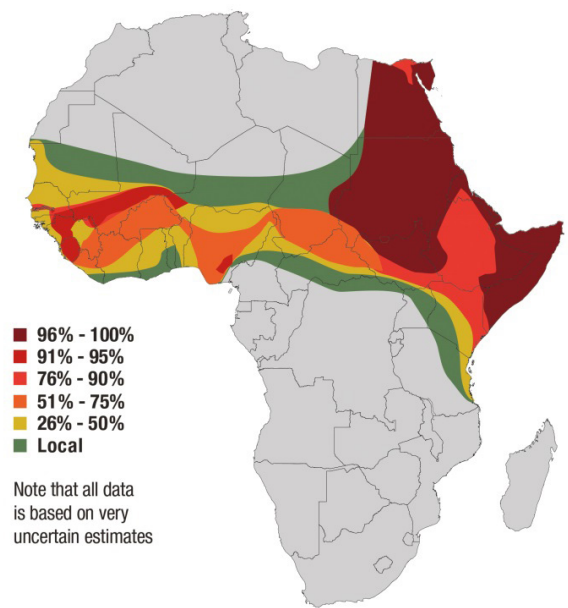 96% - 100%
91% - 95%
76% - 90%
51% - 75%
26% - 50%
Local
Note that all data
is based on very
uncertain estimates